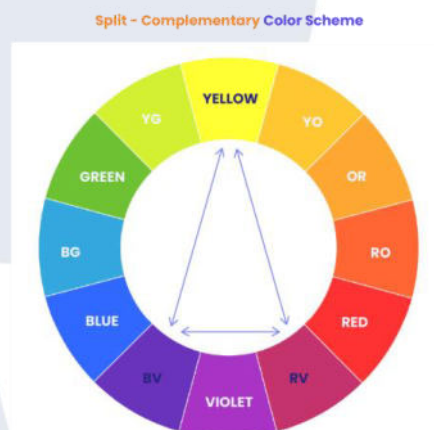 Split - Complementary Color Scheme
YELLOW
YG
YO
GREEN
OR
BG
RO
BLUE
RED
BV
RV
VIOLET